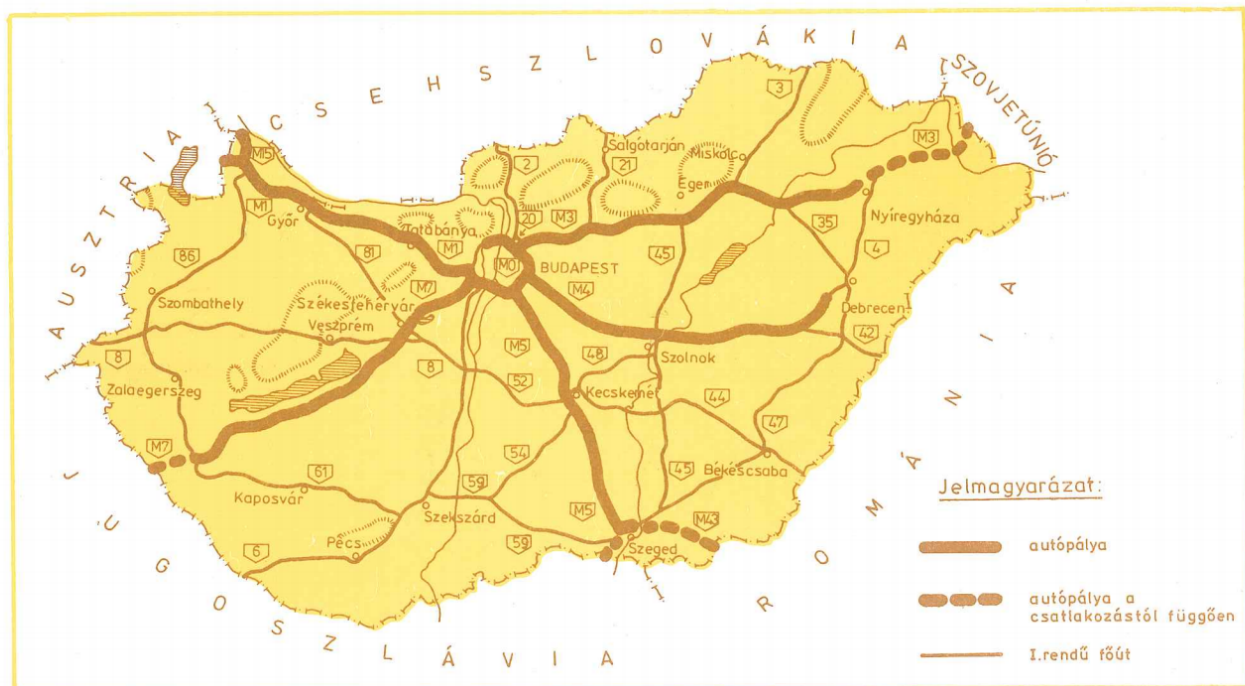 CSEHSZLOVÁKIA
SZOVJETÚNIÓ
AUSZTRIA
ROMÁNIA
JÚGOSZLÁVIA
M15
M1
Győr
86
81
Szombathely
Tatabánya
M1
M7
Székesfehérvár
Veszprém
8
8
Zalaegerszeg
M7
61
Kaposvár
6
Pécs
2
20
M3
Salgótarján
21
Miskolc
Eger
3
M3
Nyíregyháza
35
4
M0
BUDAPEST
M4
45
Debrecen
42
M5
48
Szolnok
52
Kecskemét
44
47
54
59
Szekszárd
45
Békéscsaba
M5
M43
59
Szeged
Jelmagyarázat:
autópálya
autópálya a
csatlakozástól függően
I.rendű főút